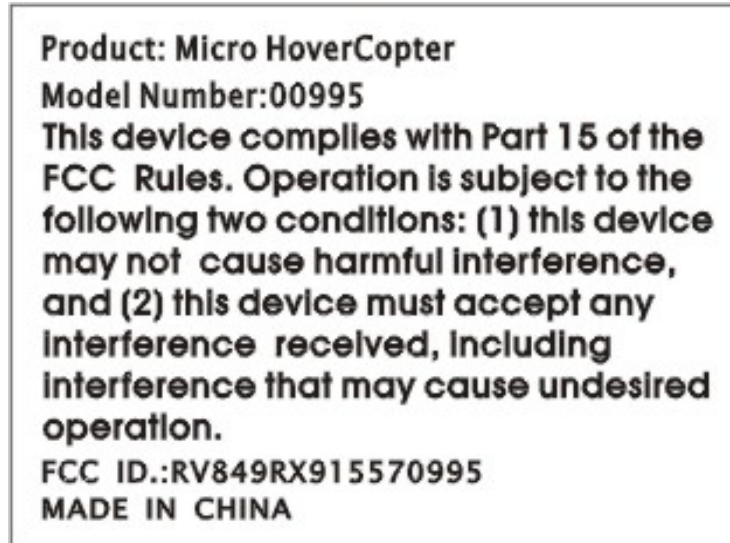 Product: Micro HoverCopter
Model Number:00995
This device complies with Part 15 of the
FCC Rules. Operation is subject to the
following two conditions: (1) this device
may not cause harmful interference,
and (2) this device must accept any
interference received, including
interference that may cause undesired
operation.
FCC ID.:RV849RX915570995
MADE IN CHINA